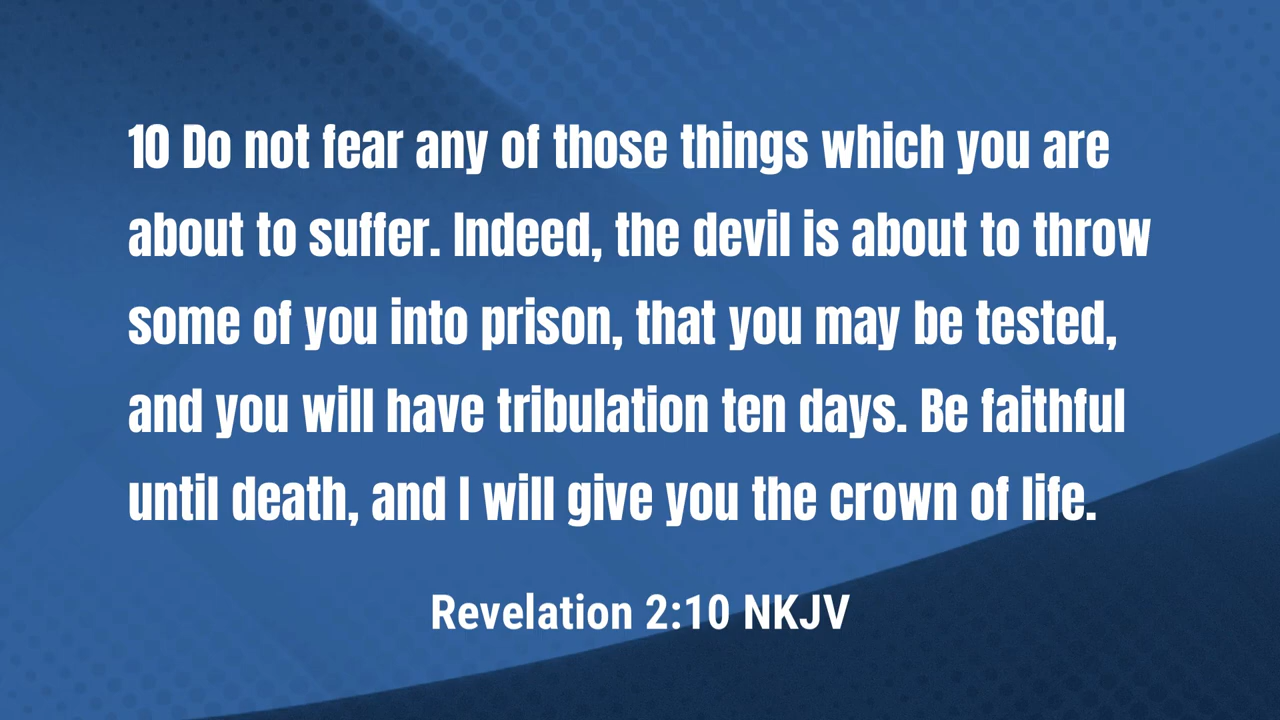 10 Do not fear any of those things which you are
about to suffer. Indeed, the devil is about to throw
some of you into prison, that you may be tested,
and you will have tribulation ten days. Be faithful
until death, and I will give you the crown of life.
Revelation 2:10 NKJV